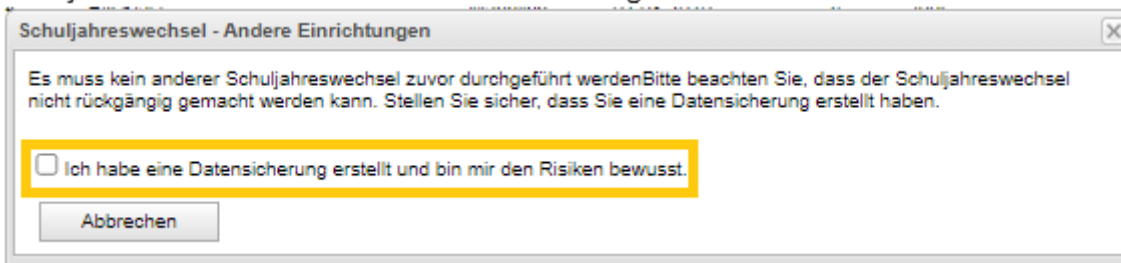 Schuljahreswechsel - Andere Einrichtungen
Es muss kein anderer Schuljahreswechsel zuvor durchgeführt werdenBitte beachten Sie, dass der Schuljahreswechsel
nicht rückgängig gemacht werden kann. Stellen Sie sicher, dass Sie eine Datensicherung erstellt haben.
Ich habe eine Datensicherung erstellt und bin mir den Risiken bewusst.
Abbrechen